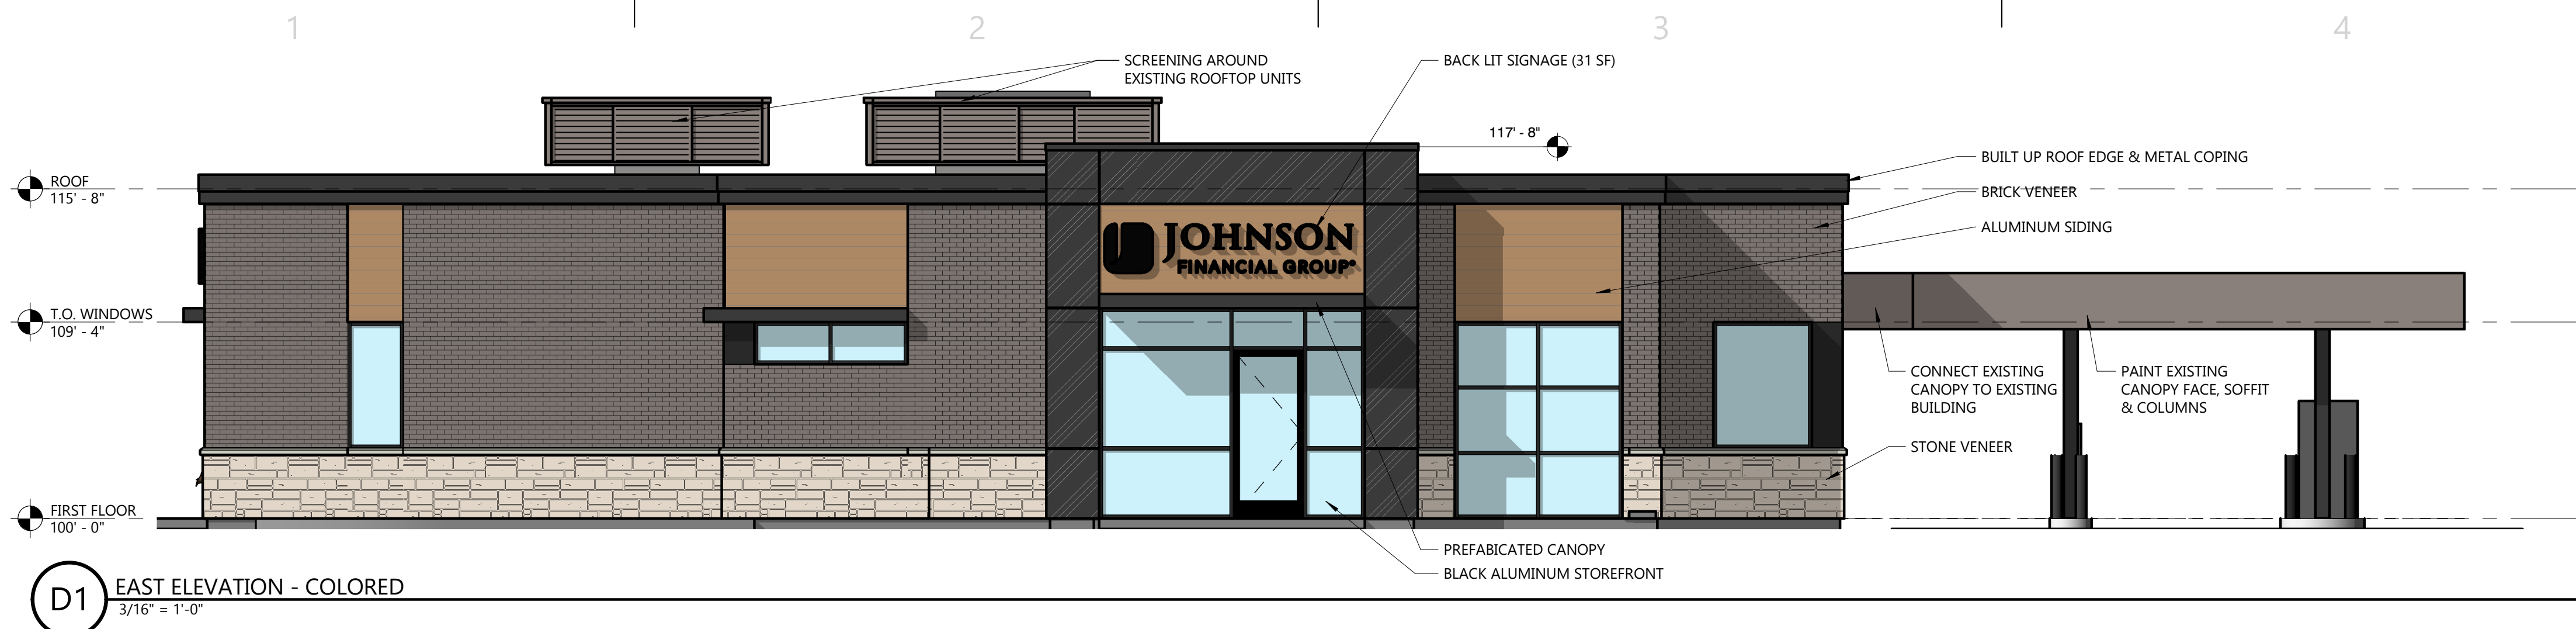 1
2
3
4
SCREENING AROUND
EXISTING ROOFTOP UNITS
BACK LIT SIGNAGE (31 SF)
117' - 8"
BUILT UP ROOF EDGE & METAL COPING
BRICK VENEER
ALUMINUM SIDING
ROOF
115' - 8"
JOHNSON
FINANCIAL GROUP®
T.O. WINDOWS
109' - 4"
CONNECT EXISTING
CANOPY TO EXISTING
BUILDING
PAINT EXISTING
CANOPY FACE, SOFFIT
& COLUMNS
STONE VENEER
FIRST FLOOR
100' - 0"
PREFABICATED CANOPY
BLACK ALUMINUM STOREFRONT
D1
EAST ELEVATION - COLORED
3/16" = 1'-0"